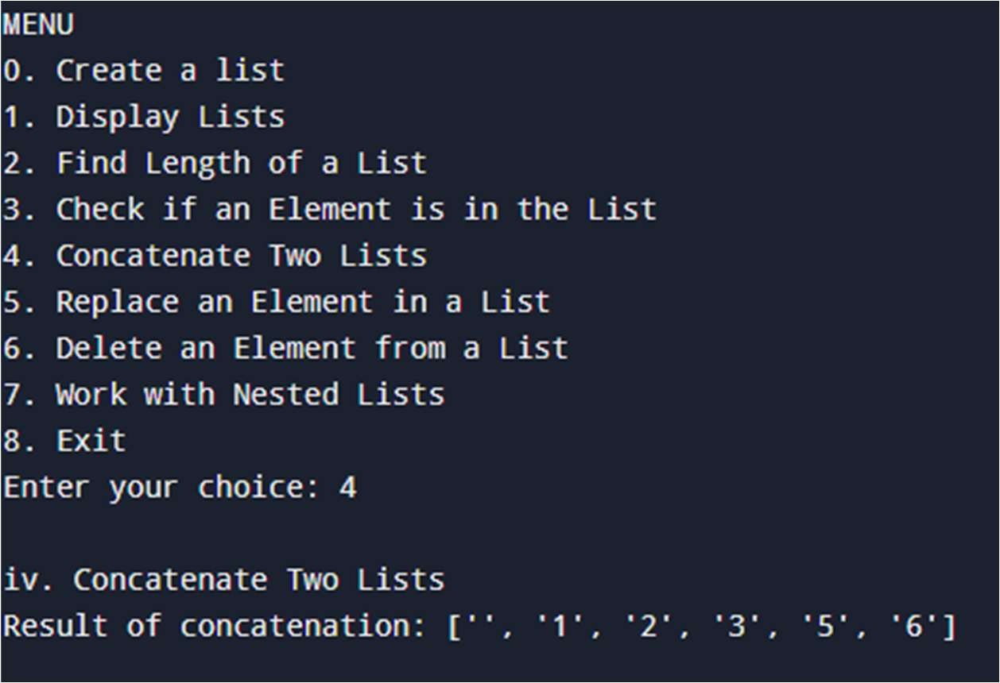 MENU
0. Create a list
1. Display Lists
2. Find Length of a List
3. Check if an Element is in the List
4. Concatenate Two Lists
5. Replace an Element in a List
6. Delete an Element from a List
7. Work with Nested Lists
8. Exit
Enter your choice: 4
iv. Concatenate Two Lists
Result of concatenation: ['', '1', '2', '3', '5', '6']